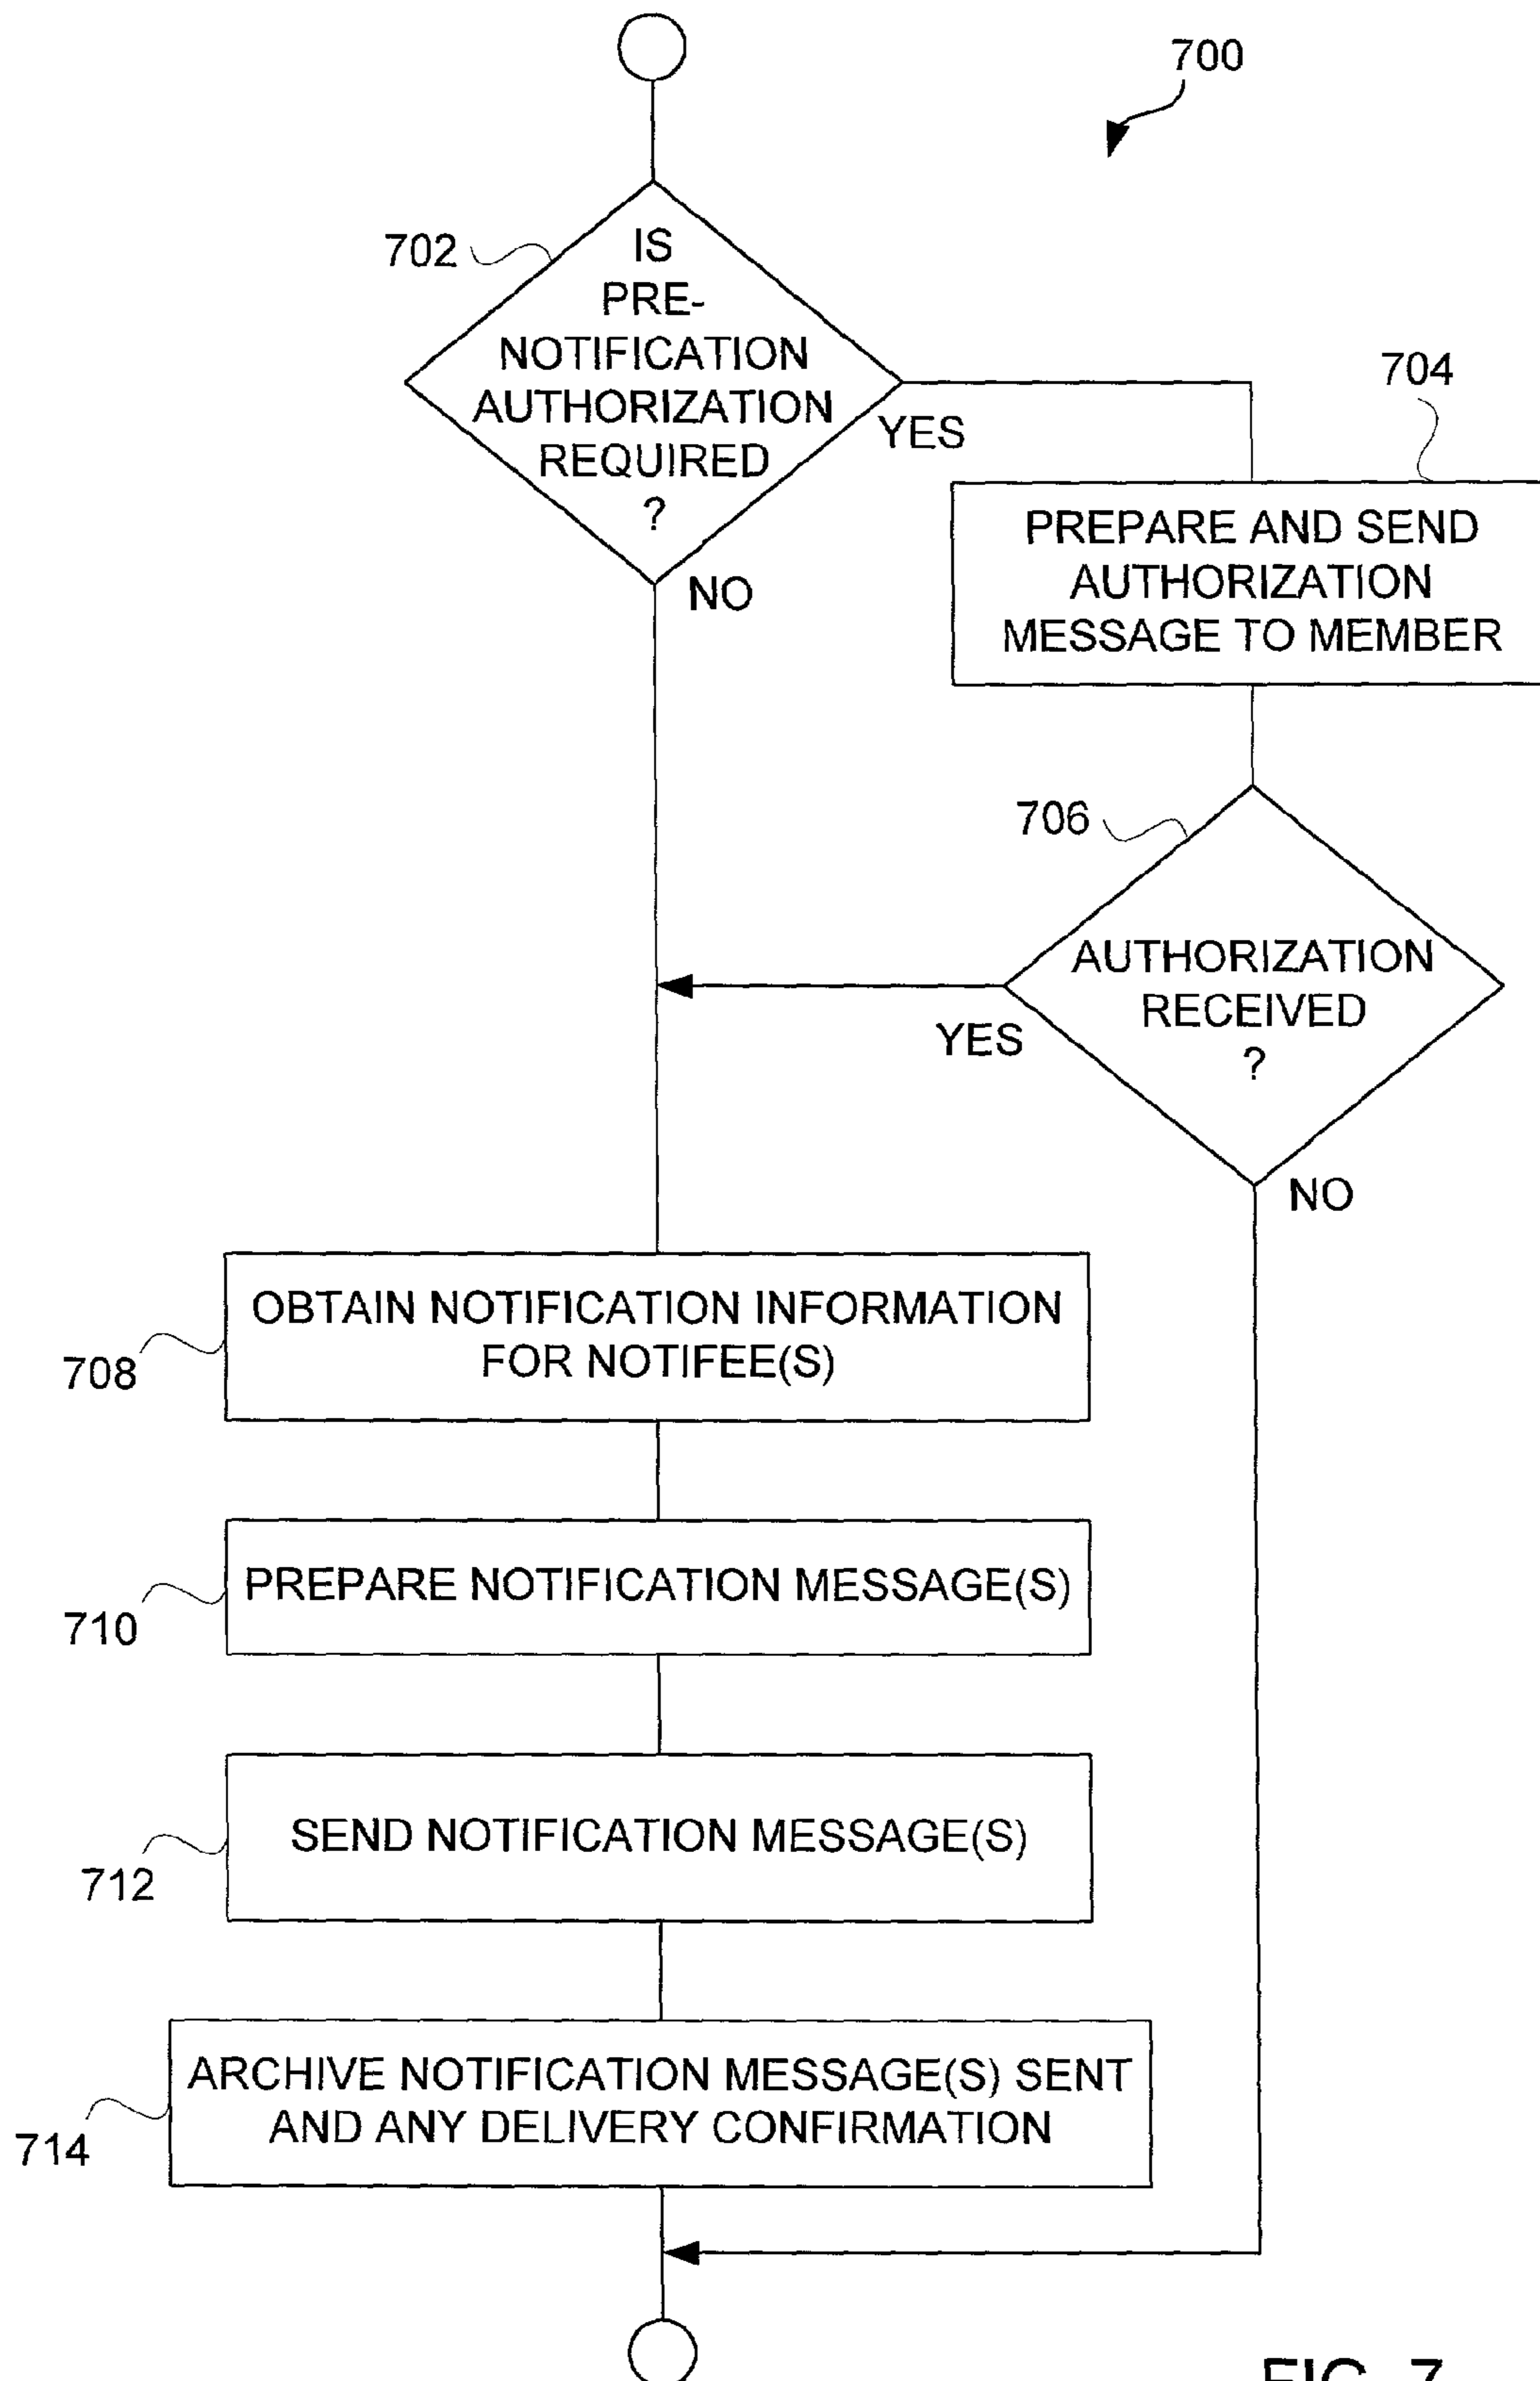 700
702
IS
PRE-
NOTIFICATION
AUTHORIZATION
REQUIRED
?
YES
NO
704
PREPARE AND SEND
AUTHORIZATION
MESSAGE TO MEMBER
706
AUTHORIZATION
RECEIVED
?
YES
NO
OBTAIN NOTIFICATION INFORMATION
FOR NOTIFEE(S)
708
PREPARE NOTIFICATION MESSAGE(S)
710
SEND NOTIFICATION MESSAGE(S)
712
ARCHIVE NOTIFICATION MESSAGE(S) SENT
AND ANY DELIVERY CONFIRMATION
714
FIG. 7